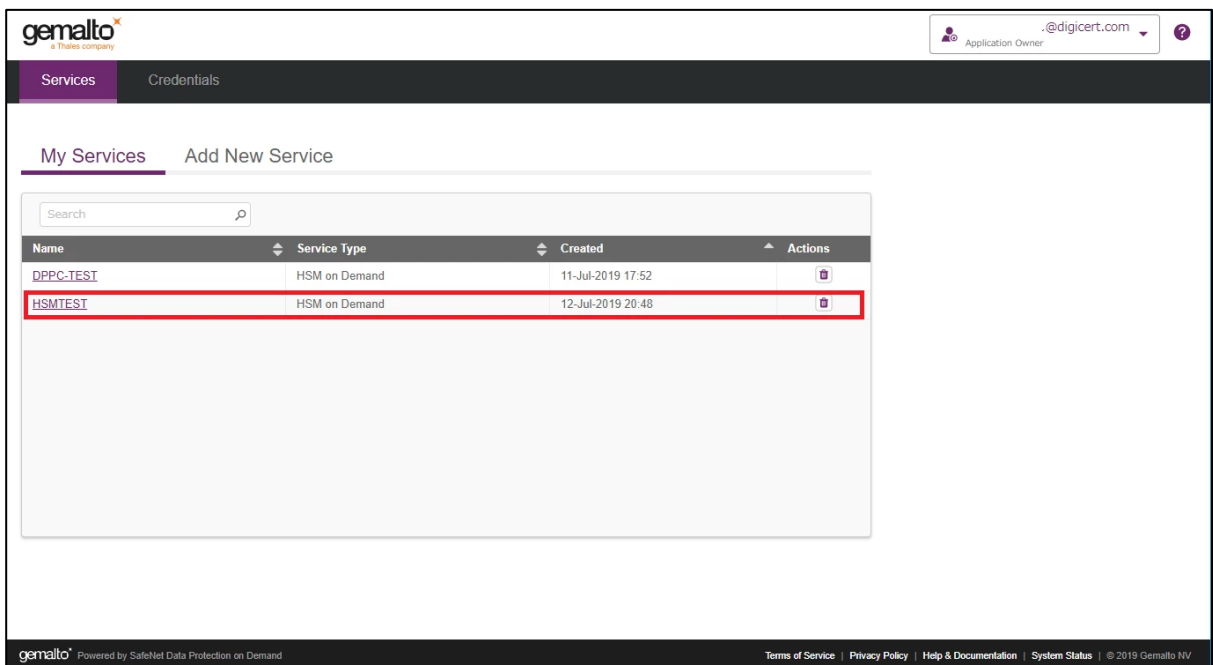 gemalto
a Thales company
.@digicert.com
Application Owner
?
Services Credentials
My Services Add New Service
Search
Name Service Type Created Actions
DPPC-TEST HSM on Demand 11-Jul-2019 17:52
HSMTEST HSM on Demand 12-Jul-2019 20:48
gemalto Powered by SafeNet Data Protection on Demand
Terms of Service | Privacy Policy | Help & Documentation | System Status | © 2019 Gemalto NV